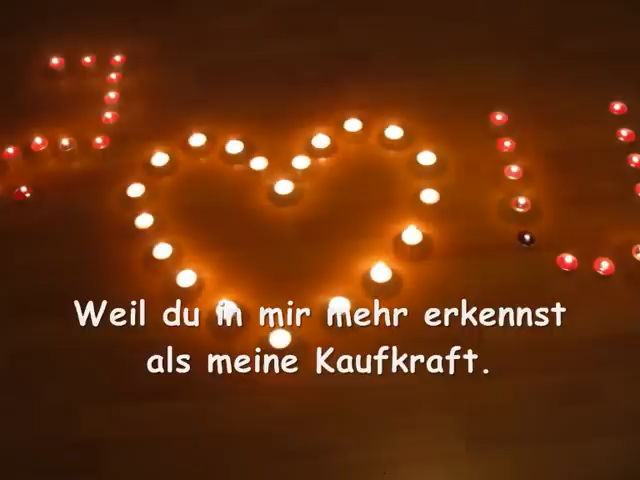 Weil du in mir mehr erkennst
als meine Kaufkraft.